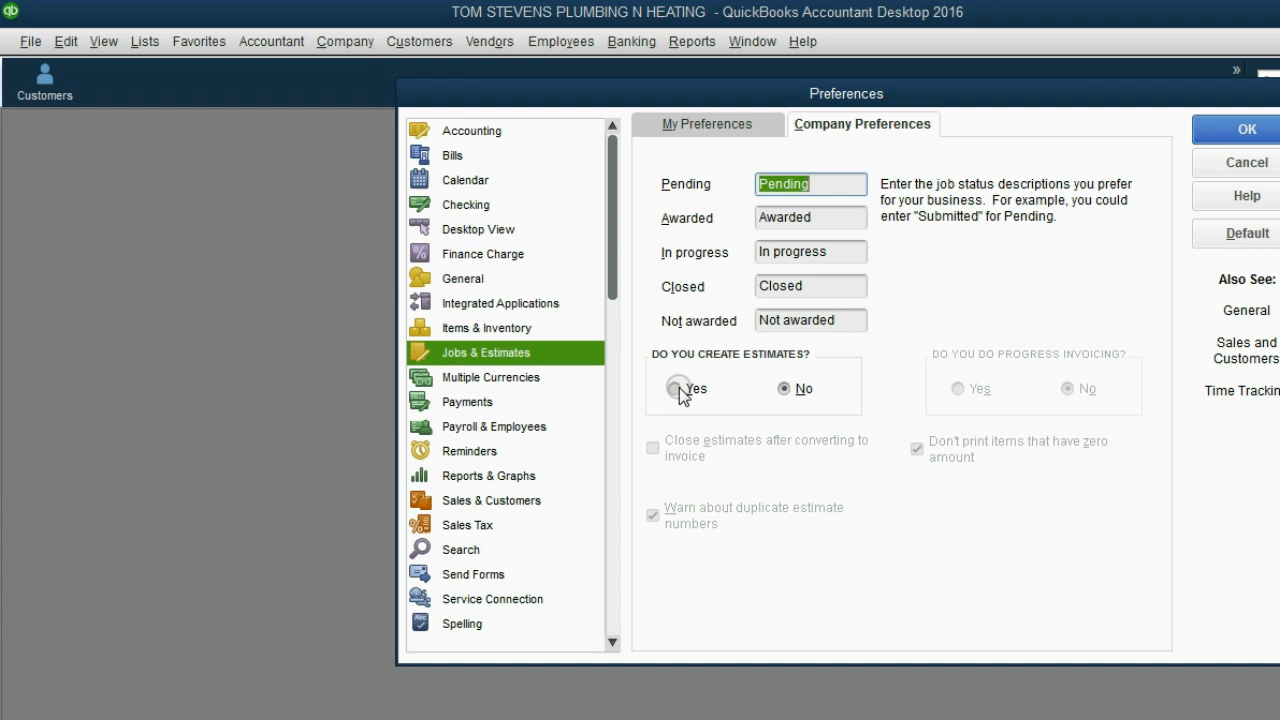 TOM STEVENS PLUMBING N HEATING - QuickBooks Accountant Desktop 2016
File Edit View Lists Favorites Accountant Company Customers Vendors Employees Banking Reports Window Help
»
Customers
Preferences
Accounting
Bills
Calendar
Checking
Desktop View
Finance Charge
General
Integrated Applications
Items & Inventory
Jobs & Estimates
Multiple Currencies
Payments
Payroll & Employees
Reminders
Reports & Graphs
Sales & Customers
Sales Tax
Search
Send Forms
Service Connection
Spelling
My Preferences Company Preferences
Pending Pending
Awarded Awarded
In progress In progress
Closed Closed
Not awarded Not awarded
Enter the job status descriptions you prefer
for your business. For example, you could
enter "Submitted" for Pending.
DO YOU CREATE ESTIMATES?
Yes No
DO YOU DO PROGRESS INVOICING?
Yes No
Close estimates after converting to
invoice
Don't print items that have zero
amount
Warn about duplicate estimate
numbers
OK
Cancel
Help
Default
Also See:
General
Sales and
Customers
Time Trackin